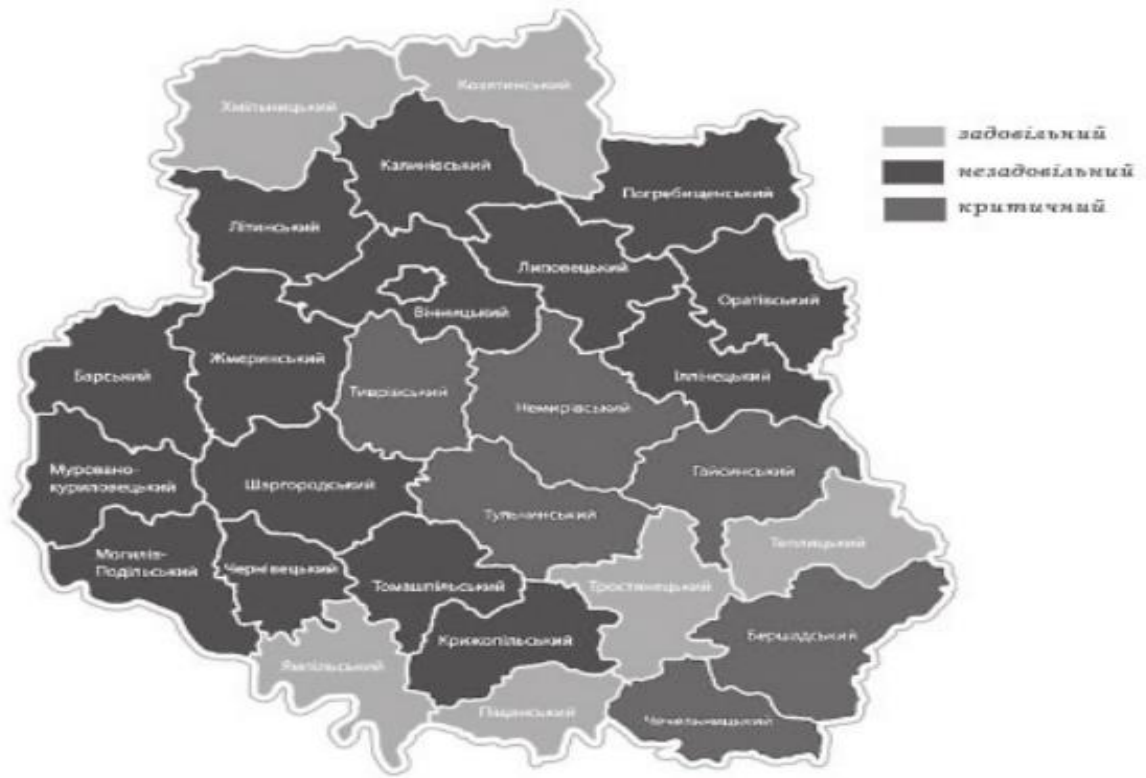 Хмільницький
Козятинський
Калинівський
Погребищенський
Літинський
Липовецький
Оратівський
Вінницький
Жмеринський
Барський
Тиврівський
Немирівський
Іллінецький
Муровано-
куриловецький
Шаргородський
Гайсинський
Тульчинський
Теплицький
Могилів-
Подільський
Чернівецький
Томашпільський
Тростянецький
Крижопільський
Бершадський
Ямпільський
Піщанський
Чечельницький
задовільний
незадовільний
критичний